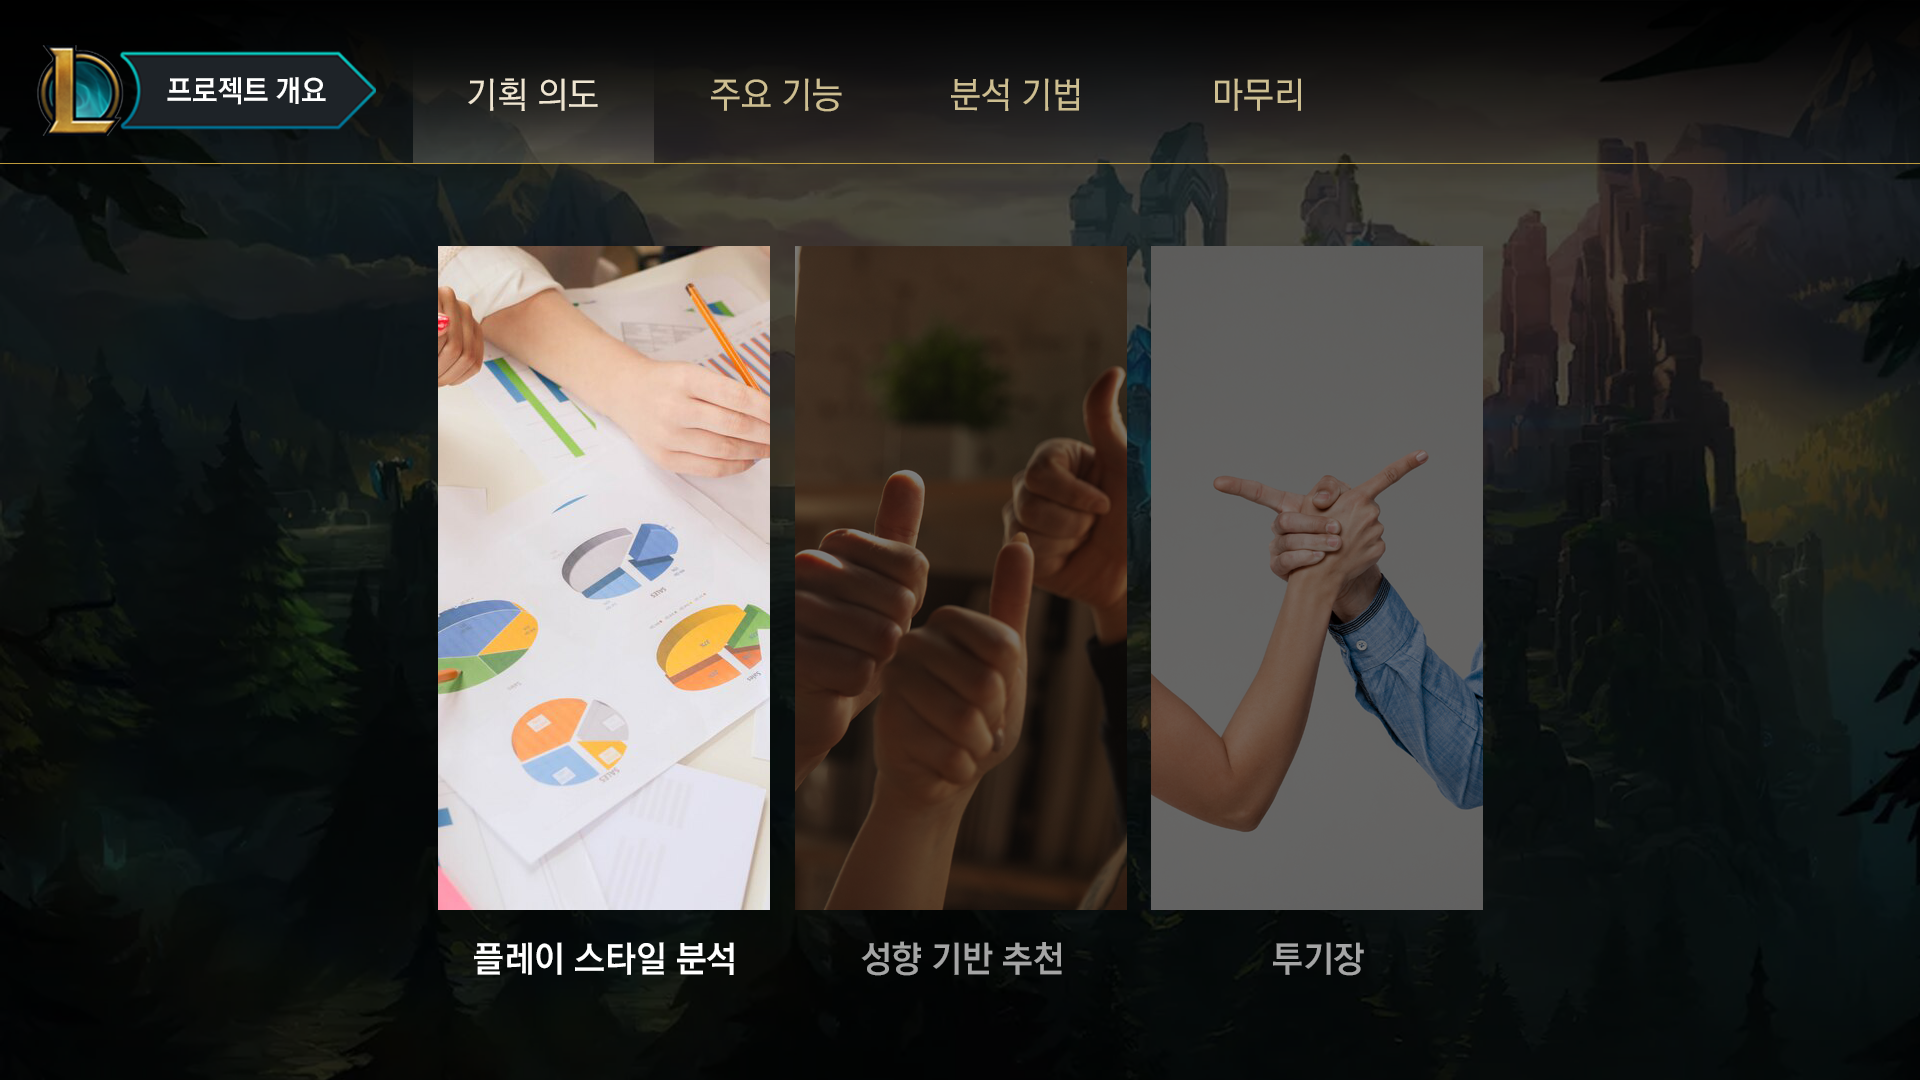 프로젝트 개요
기획 의도
주요 기능
분석 기법
마무리
SALES
SALES
플레이 스타일 분석
성향 기반 추천
투기장